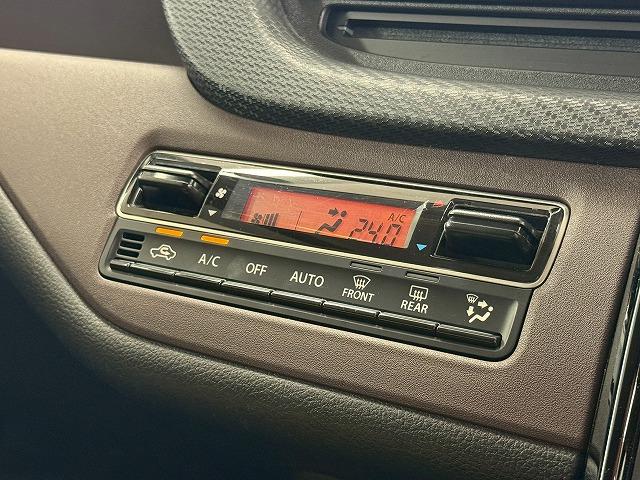 A/C
24.0
A/C
OFF
AUTO
FRONT
REAR